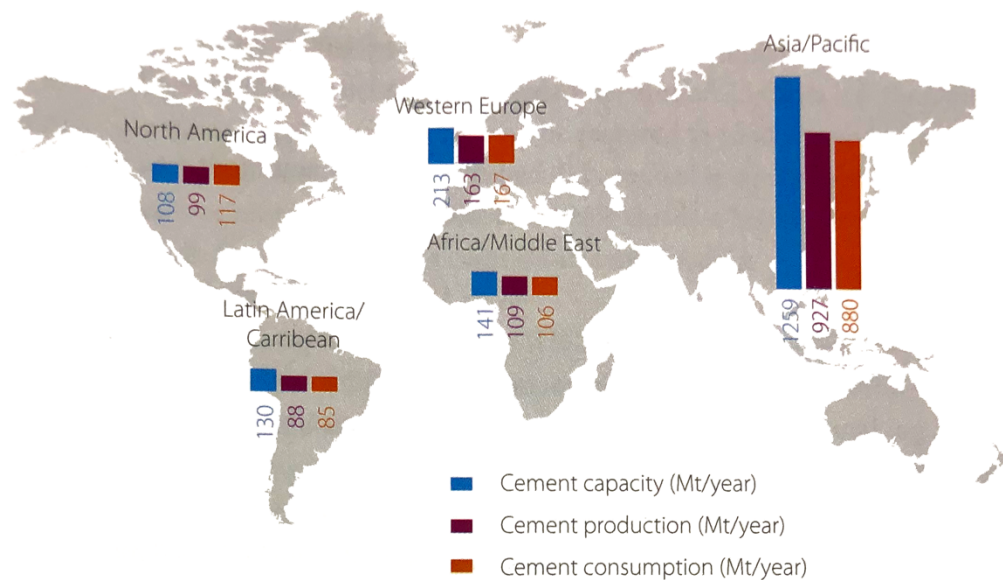 Asia/Pacific
Western Europe
North America
213
163
167
108
99
117
Africa/Middle East
141
109
106
1259
927
880
Latin America/
Carribean
130
88
85
Cement capacity (Mt/year)
Cement production (Mt/year)
Cement consumption (Mt/year)